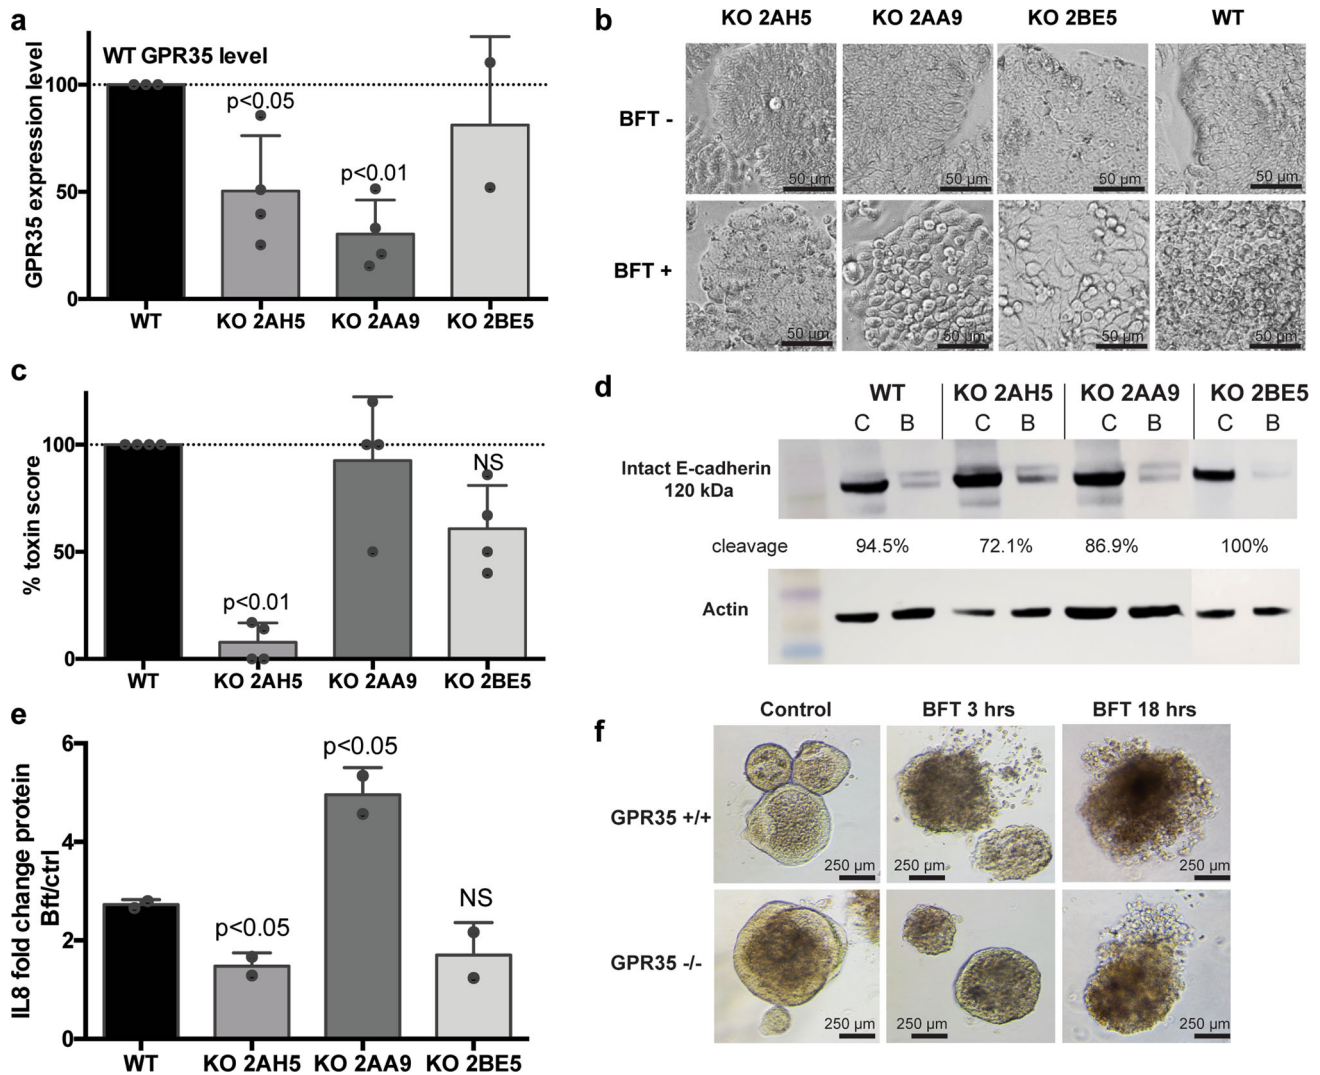 a
WT GPR35 level
GPR35 expression level
100
50
0
p<0.05
p<0.01
WT
KO 2AH5
KO 2AA9
KO 2BE5
b
KO 2AH5
KO 2AA9
KO 2BE5
WT
BFT -
50 µm
50 µm
50 µm
50 µm
BFT +
50 µm
50 µm
50 µm
50 µm
c
% toxin score
100
50
0
p<0.01
NS
WT
KO 2AH5
KO 2AA9
KO 2BE5
d
WT
KO 2AH5
KO 2AA9
KO 2BE5
C B C B C B C B
Intact E-cadherin
120 kDa
cleavage 94.5% 72.1% 86.9% 100%
Actin
e
IL8 fold change protein
Bft/ctrl
6
4
2
0
p<0.05
p<0.05
NS
WT
KO 2AH5
KO 2AA9
KO 2BE5
f
Control
BFT 3 hrs
BFT 18 hrs
GPR35 +/+
250 µm
250 µm
250 µm
GPR35 -/-
250 µm
250 µm
250 µm